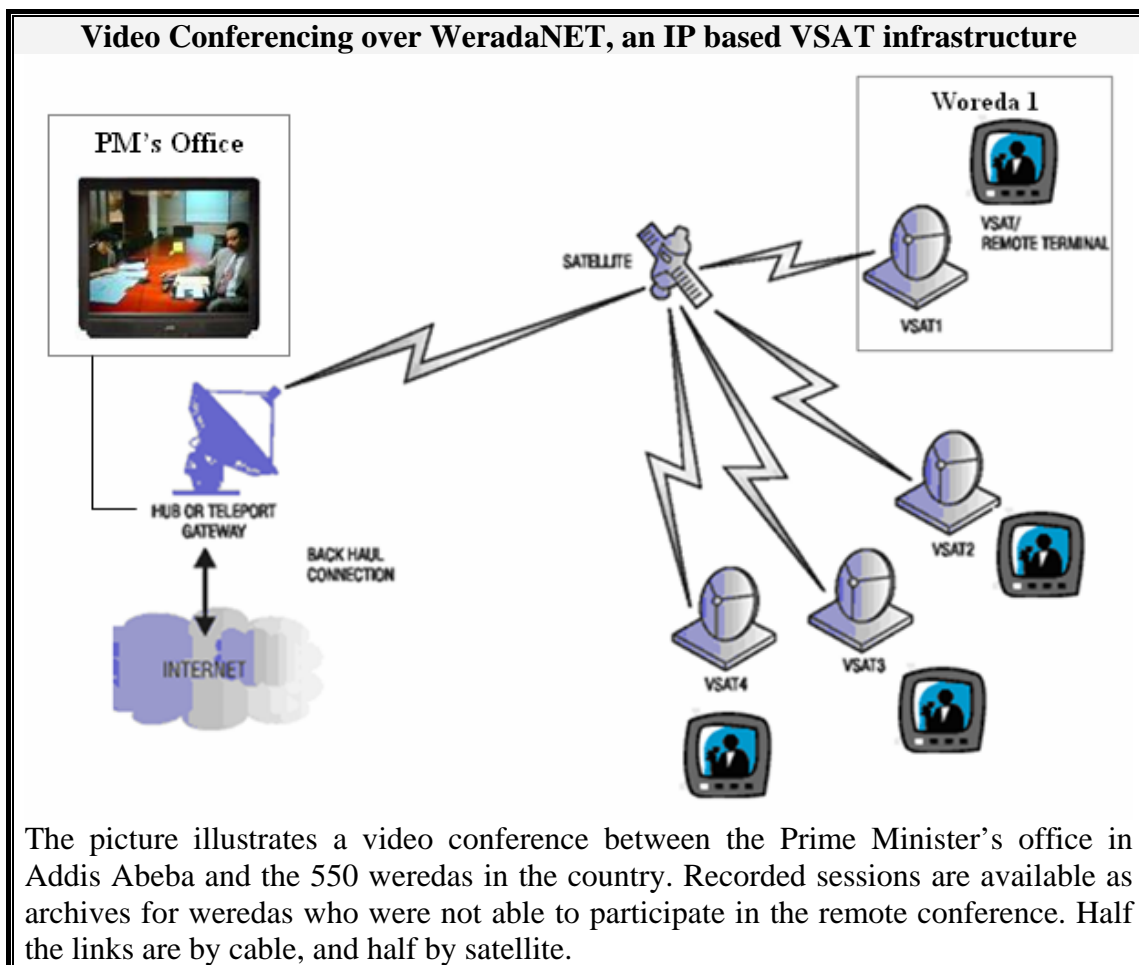 Video Conferencing over WeradaNET, an IP based VSAT infrastructure
PM's Office
Woreda 1
VSAT/
REMOTE TERMINAL
SATELLITE
VSAT1
HUB OR TELEPORT
GATEWAY
VSAT2
BACK HAUL
CONNECTION
VSAT3
INTERNET
VSAT4
The picture illustrates a video conference between the Prime Minister's office in
Addis Abeba and the 550 weredas in the country. Recorded sessions are available as
archives for weredas who were not able to participate in the remote conference. Half
the links are by cable, and half by satellite.